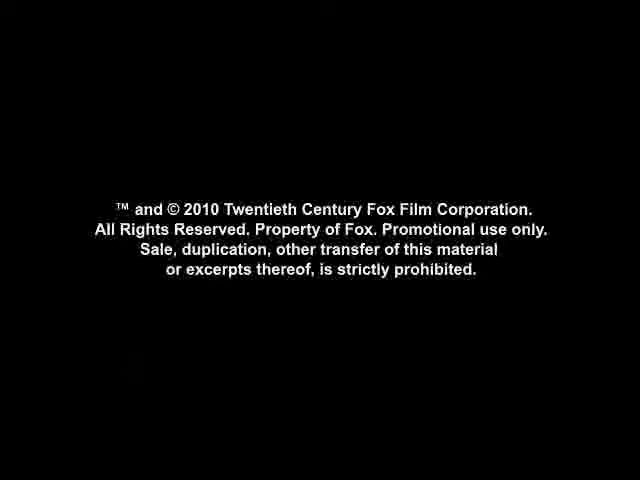 ™ and © 2010 Twentieth Century Fox Film Corporation.
All Rights Reserved. Property of Fox. Promotional use only.
Sale, duplication, other transfer of this material
or excerpts thereof, is strictly prohibited.